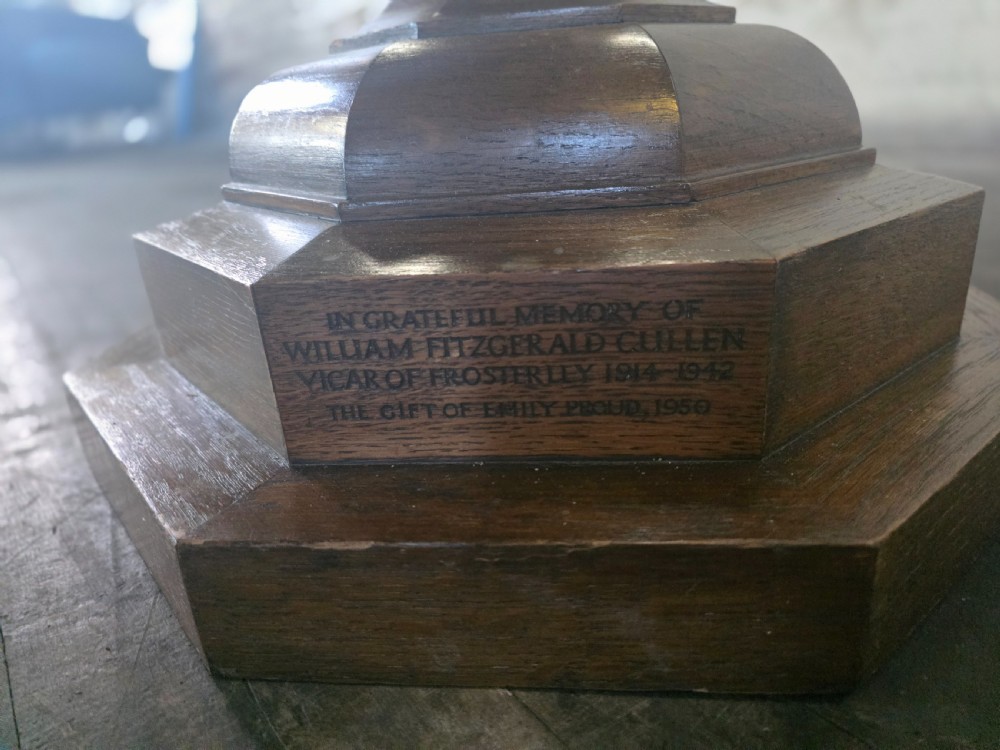 IN GRATEFUL MEMORY OF
WILLIAM FITZGERALD CULLEN
VICAR OF FROSTERLEY 1914-1942
THE GIFT OF EMILY PROUD, 1950